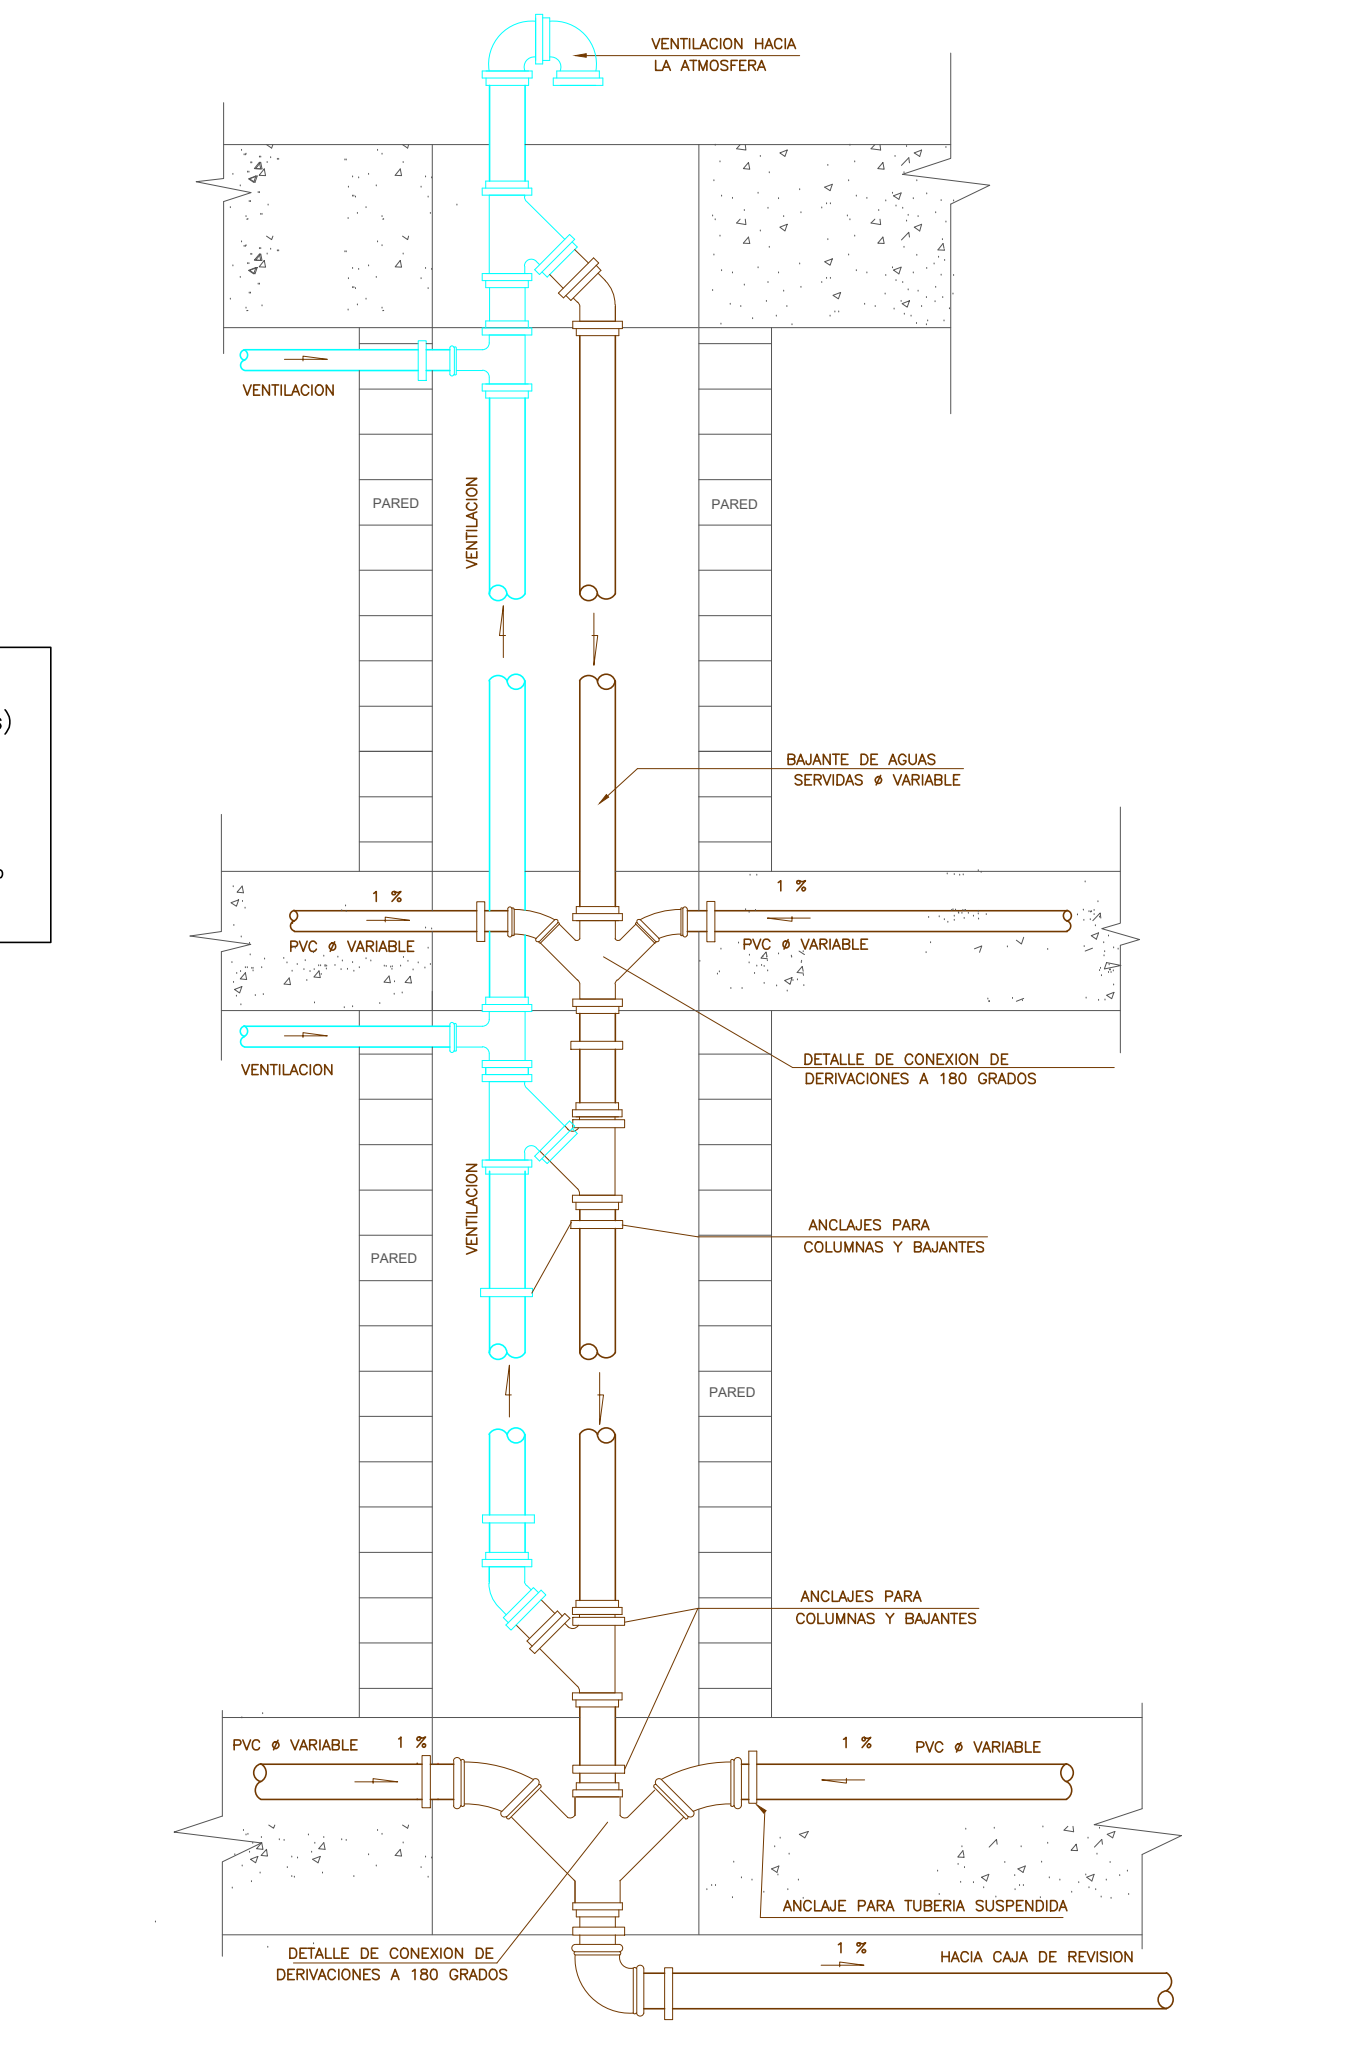 VENTILACION HACIA
LA ATMOSFERA
VENTILACION
PARED
VENTILACION
PARED
s)
BAJANTE DE AGUAS
SERVIDAS ø VARIABLE
1 %
1 %
PVC ø VARIABLE
PVC ø VARIABLE
VENTILACION
DETALLE DE CONEXION DE
DERIVACIONES A 180 GRADOS
VENTILACION
ANCLAJES PARA
COLUMNAS Y BAJANTES
PARED
PARED
ANCLAJES PARA
COLUMNAS Y BAJANTES
PVC ø VARIABLE
1 %
1 %
PVC ø VARIABLE
ANCLAJE PARA TUBERIA SUSPENDIDA
DETALLE DE CONEXION DE
DERIVACIONES A 180 GRADOS
1 %
HACIA CAJA DE REVISION